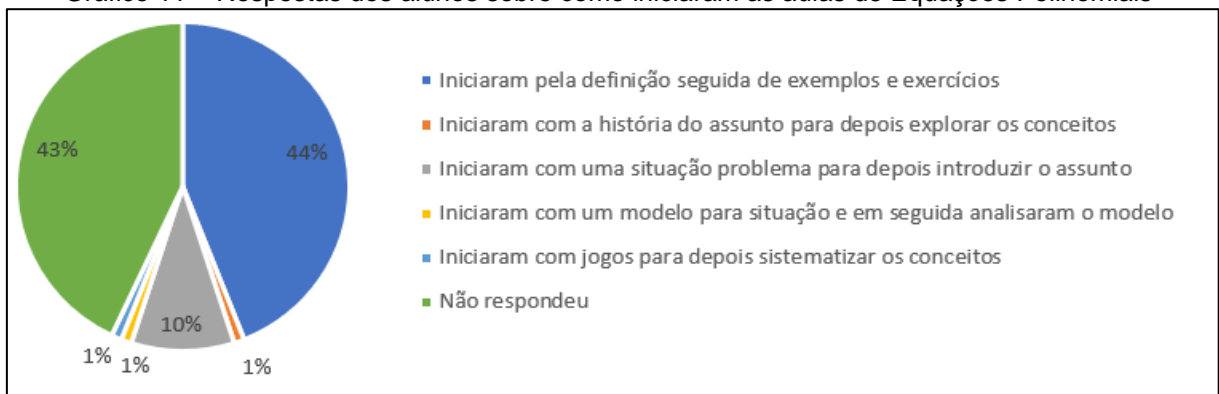 Iniciaram pela definição seguida de exemplos e exercícios
Iniciaram com a história do assunto para depois explorar os conceitos
Iniciaram com uma situação problema para depois introduzir o assunto
Iniciaram com um modelo para situação e em seguida analisaram o modelo
Iniciaram com jogos para depois sistematizar os conceitos
Não respondeu
43%
44%
10%
1%
1%
1%